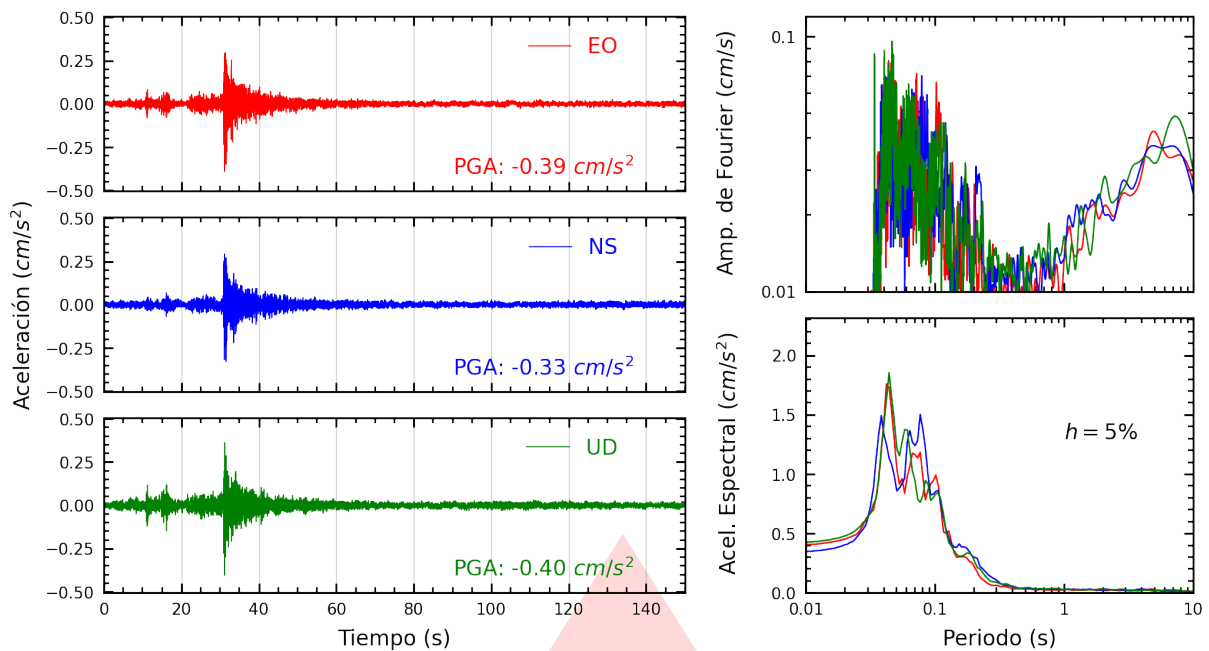 Aceleración (cm/s²)
0.50
0.25
0.00
−0.25
−0.50
EO
PGA: -0.39 cm/s²
0.50
0.25
0.00
−0.25
−0.50
NS
PGA: -0.33 cm/s²
0.50
0.25
0.00
−0.25
−0.50
UD
PGA: -0.40 cm/s²
0 20 40 60 80 100 120 140
Tiempo (s)
Amp. de Fourier (cm/s)
0.1
0.01
Acel. Espectral (cm/s²)
2.0
1.5
1.0
0.5
0.0
h = 5%
0.01 0.1 1 10
Periodo (s)